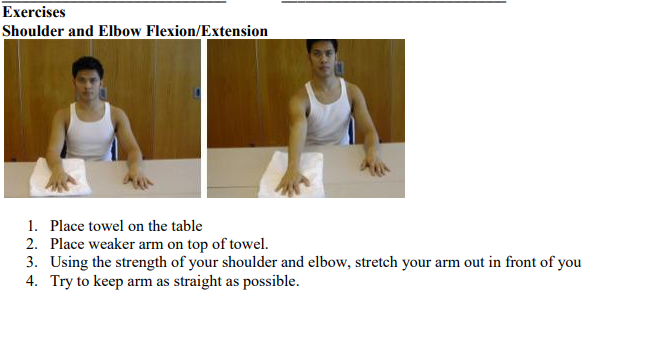 Exercises
Shoulder and Elbow Flexion/Extension
1. Place towel on the table
2. Place weaker arm on top of towel.
3. Using the strength of your shoulder and elbow, stretch your arm out in front of you
4. Try to keep arm as straight as possible.